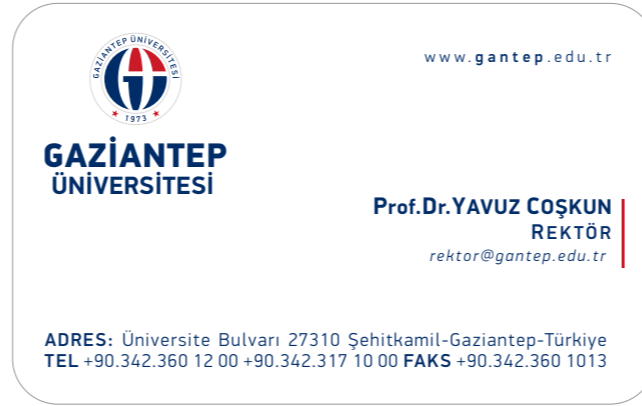 GAZİANTEP ÜNİVERSİTESİ
1973
GAZİANTEP
ÜNİVERSİTESİ
www.gantep.edu.tr
Prof.Dr.YAVUZ COŞKUN
REKTÖR
rektor@gantep.edu.tr
ADRES: Üniversite Bulvarı 27310 Şehitkamil-Gaziantep-Türkiye
TEL +90.342.360 12 00 +90.342.317 10 00 FAKS +90.342.360 1013